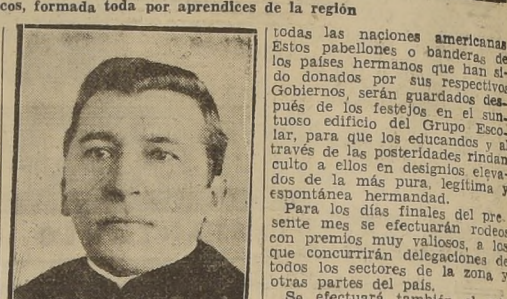 cos, formada toda por aprendices de la región
todas las naciones americanas
Estos pabellones o banderas de
los países hermanos que han si-
do donados por sus respectivos
Gobiernos, serán guardados des-
pués de los festejos en el sun-
tuoso edificio del Grupo Esco-
lar, para que los educandos y al
través de las posteridades rindan
culto a ellos en designios eleva-
dos de la más pura, legítima y
espontánea hermandad.
Para los días finales del pre-
sente mes se efectuarán rodeos
con premios muy valiosos, a los
que concurrirán delegaciones de
todos los sectores de la zona y
otras partes del país.
Se efectuará también